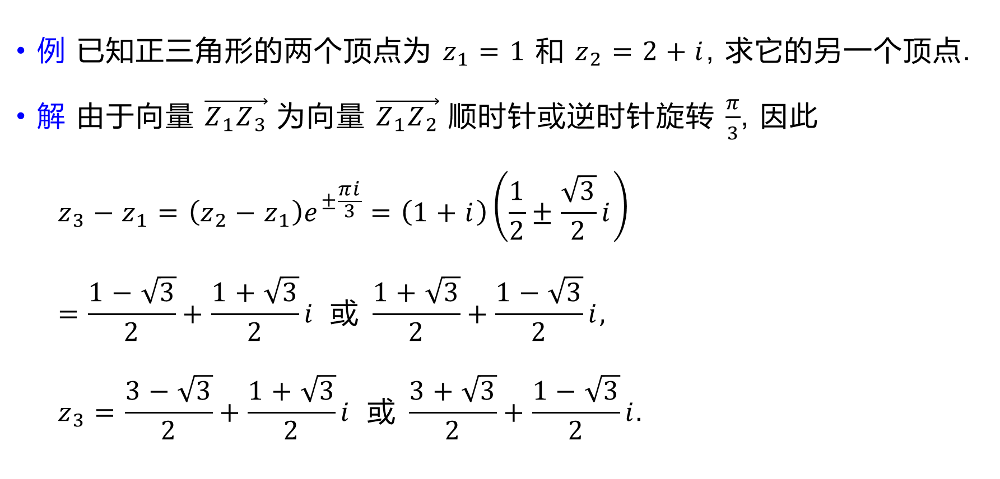 • 例 已知正三角形的两个顶点为 $z_1 = 1$ 和 $z_2 = 2 + i$, 求它的另一个顶点.
• 解 由于向量 $\overrightarrow{Z_1Z_3}$ 为向量 $\overrightarrow{Z_1Z_2}$ 顺时针或逆时针旋转 $\frac{\pi}{3}$, 因此
$z_3 - z_1 = (z_2 - z_1)e^{\pm\frac{\pi i}{3}} = (1 + i)\left(\frac{1}{2} \pm \frac{\sqrt{3}}{2}i\right)$
$= \frac{1 - \sqrt{3}}{2} + \frac{1 + \sqrt{3}}{2}i$ 或 $\frac{1 + \sqrt{3}}{2} + \frac{1 - \sqrt{3}}{2}i,$
$z_3 = \frac{3 - \sqrt{3}}{2} + \frac{1 + \sqrt{3}}{2}i$ 或 $\frac{3 + \sqrt{3}}{2} + \frac{1 - \sqrt{3}}{2}i.$